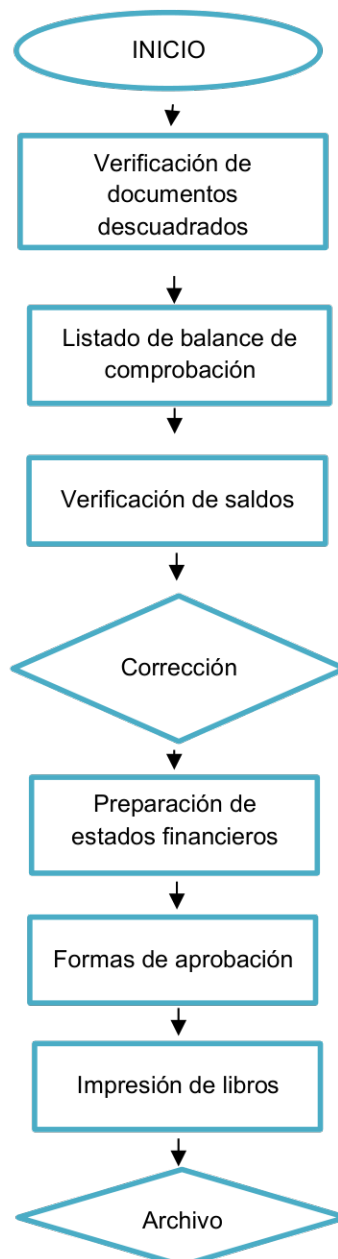 INICIO
Verificación de
documentos
descuadrados
Listado de balance de
comprobación
Verificación de saldos
Corrección
Preparación de
estados financieros
Formas de aprobación
Impresión de libros
Archivo